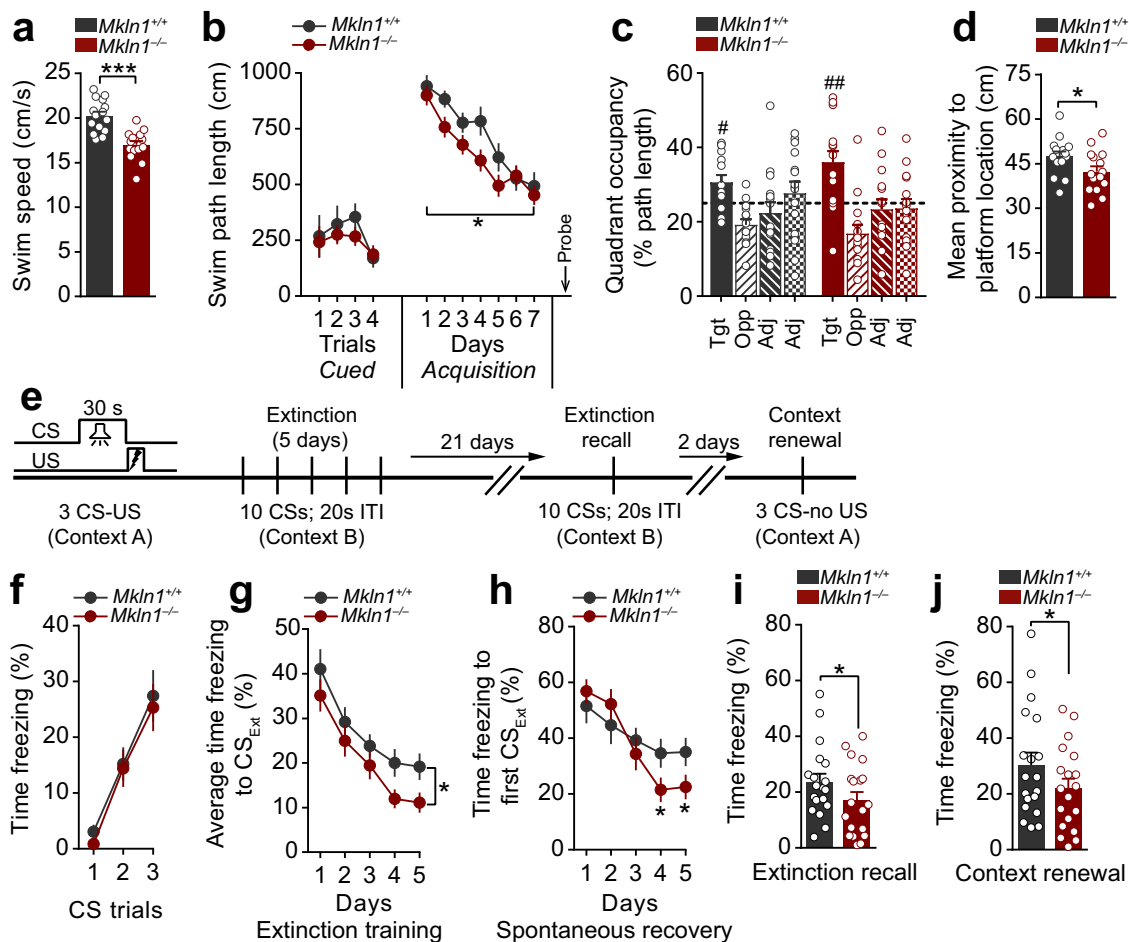 a
Mkln1+/+
Mkln1−/−
***
Swim speed (cm/s)
25
20
15
10
5
0
b
Mkln1+/+
Mkln1−/−
Swim path length (cm)
1000
750
500
250
0
*
Probe
1 2 3 4
Trials
Cued
1 2 3 4 5 6 7
Days
Acquisition
c
Mkln1+/+
Mkln1−/−
Quadrant occupancy
(% path length)
60
40
20
0
#
##
Tgt
Opp
Adj
Adj
Tgt
Opp
Adj
Adj
d
Mkln1+/+
Mkln1−/−
Mean proximity to
platform location (cm)
75
60
45
30
15
0
*
e
30 s
CS
US
3 CS-US
(Context A)
Extinction
(5 days)
10 CSs; 20s ITI
(Context B)
21 days
Extinction
recall
10 CSs; 20s ITI
(Context B)
2 days
Context
renewal
3 CS-no US
(Context A)
f
Mkln1+/+
Mkln1−/−
Time freezing (%)
40
30
20
10
0
1 2 3
CS trials
g
Mkln1+/+
Mkln1−/−
Average time freezing
to CSExt (%)
50
40
30
20
10
0
*
1 2 3 4 5
Days
Extinction training
h
Mkln1+/+
Mkln1−/−
Time freezing to
first CSExt (%)
80
60
40
20
0
* *
1 2 3 4 5
Days
Spontaneous recovery
i
Mkln1+/+
Mkln1−/−
Time freezing (%)
80
60
40
20
0
*
Extinction recall
j
Mkln1+/+
Mkln1−/−
Time freezing (%)
80
60
40
20
0
*
Context renewal